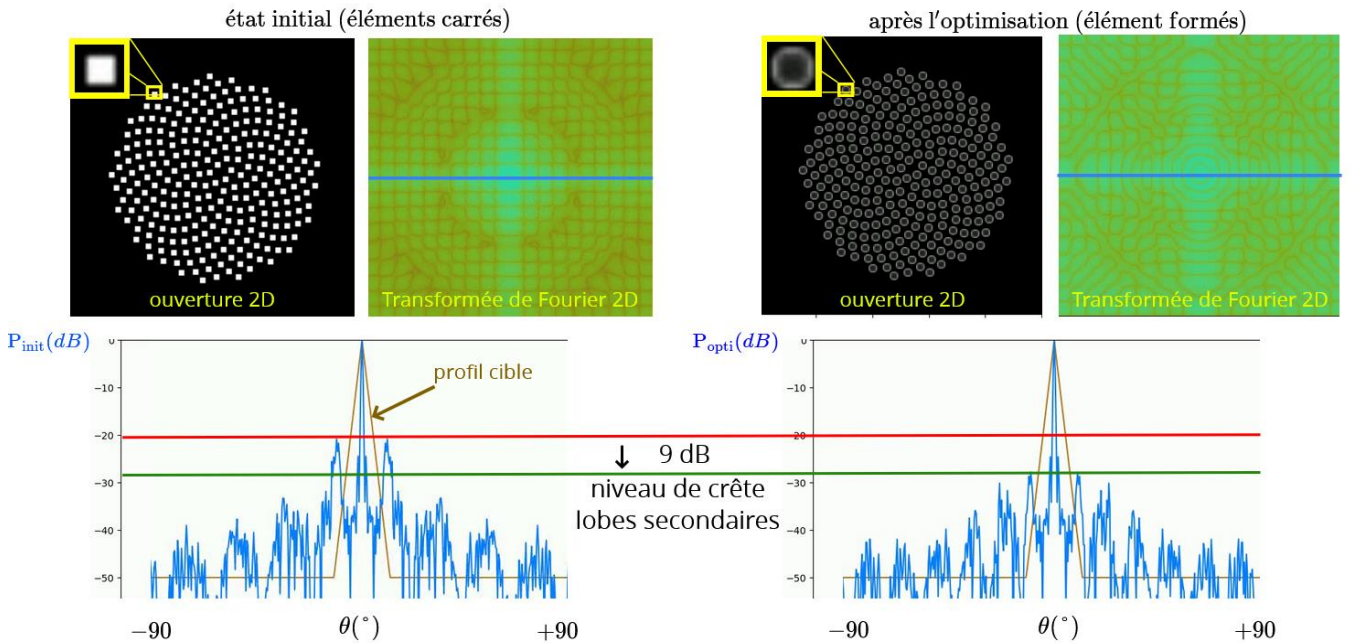 état initial (éléments carrés)
après l'optimisation (élément formés)
ouverture 2D
Transformée de Fourier 2D
ouverture 2D
Transformée de Fourier 2D
P_init(dB)
0
−10
−20
−30
−40
−50
profil cible
−90
θ(°)
+90
9 dB
niveau de crête
lobes secondaires
P_opti(dB)
0
−10
−20
−30
−40
−50
−90
θ(°)
+90